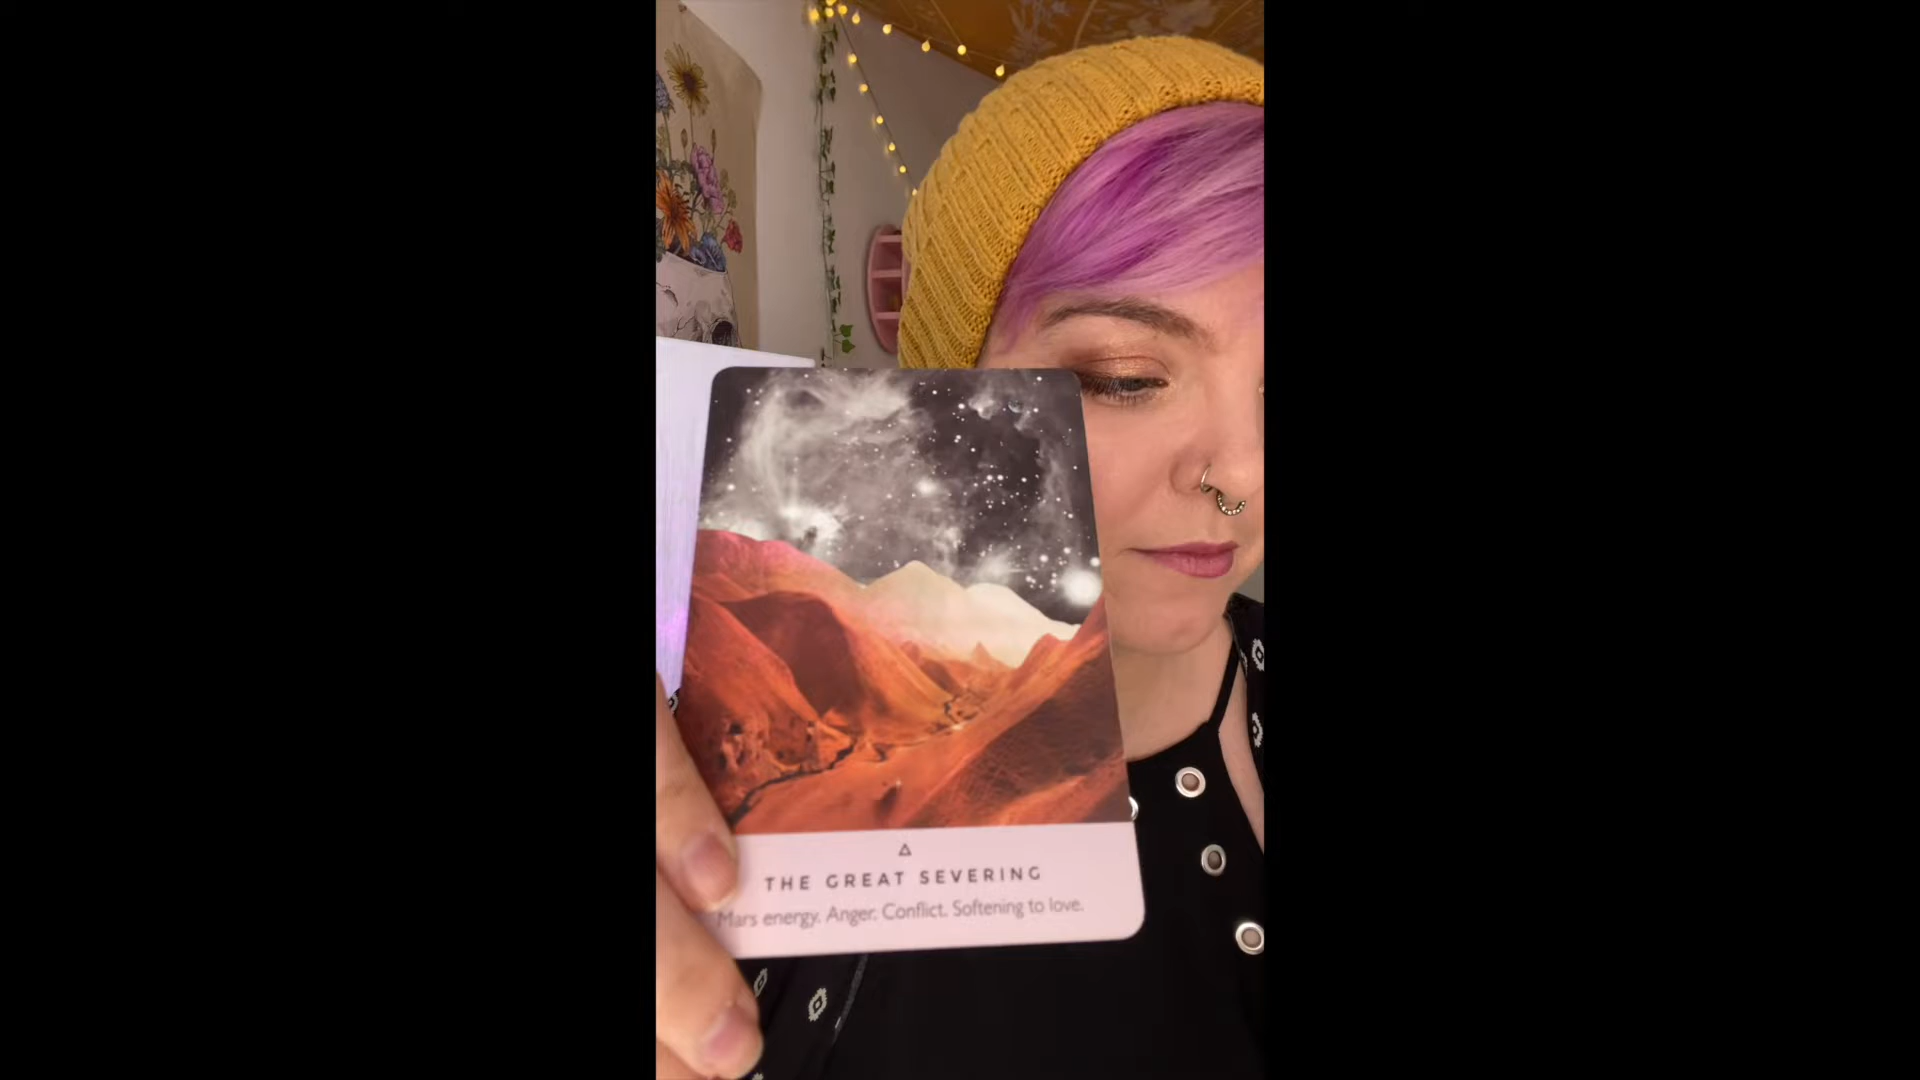 THE GREAT SEVERING
Mars energy. Anger. Conflict. Softening to love.